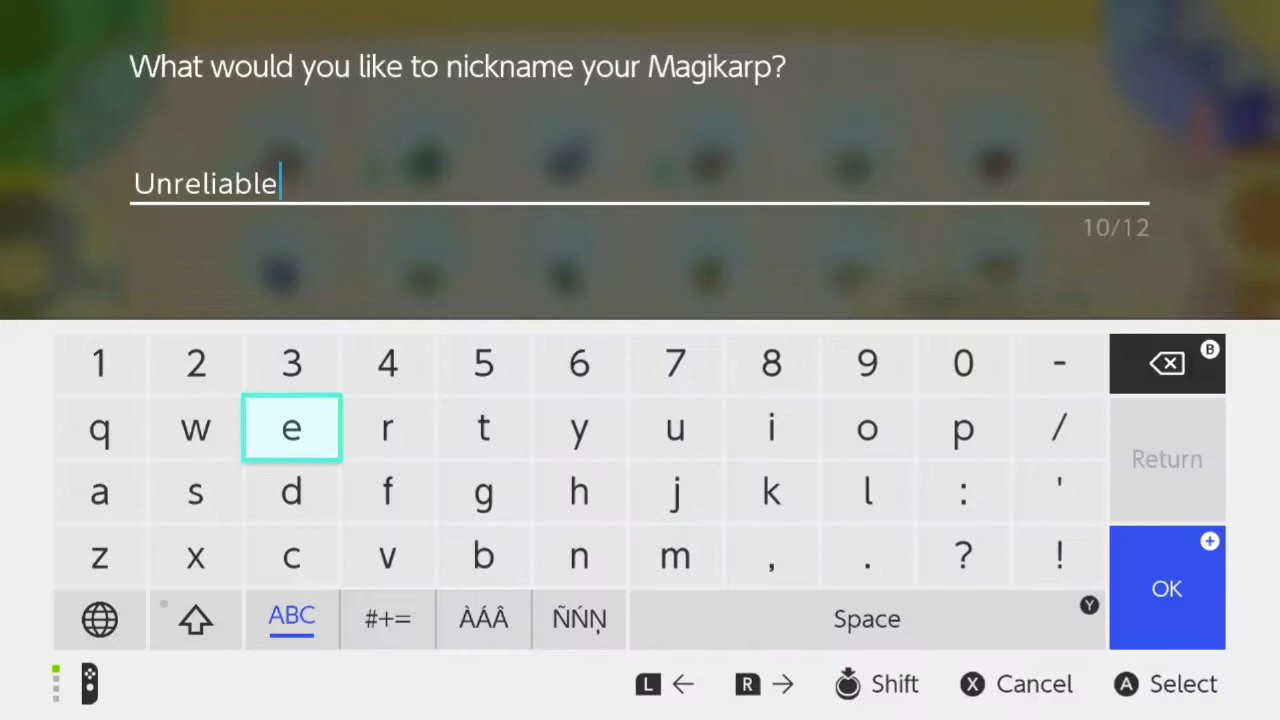 What would you like to nickname your Magikarp?
Unreliable
10/12
1 2 3 4 5 6 7 8 9 0 - B
q w e r t y u i o p / Return
a s d f g h j k l : '
z x c v b n m , . ? ! +
ABC #+= ÀÁÂ ÑŃŅ Space Y OK
L ← R → Shift X Cancel A Select